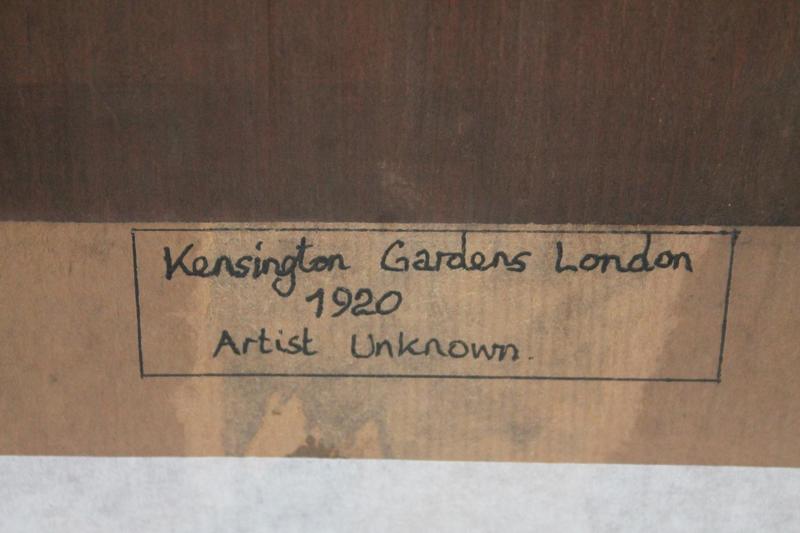 Kensington Gardens London
1920
Artist Unknown.